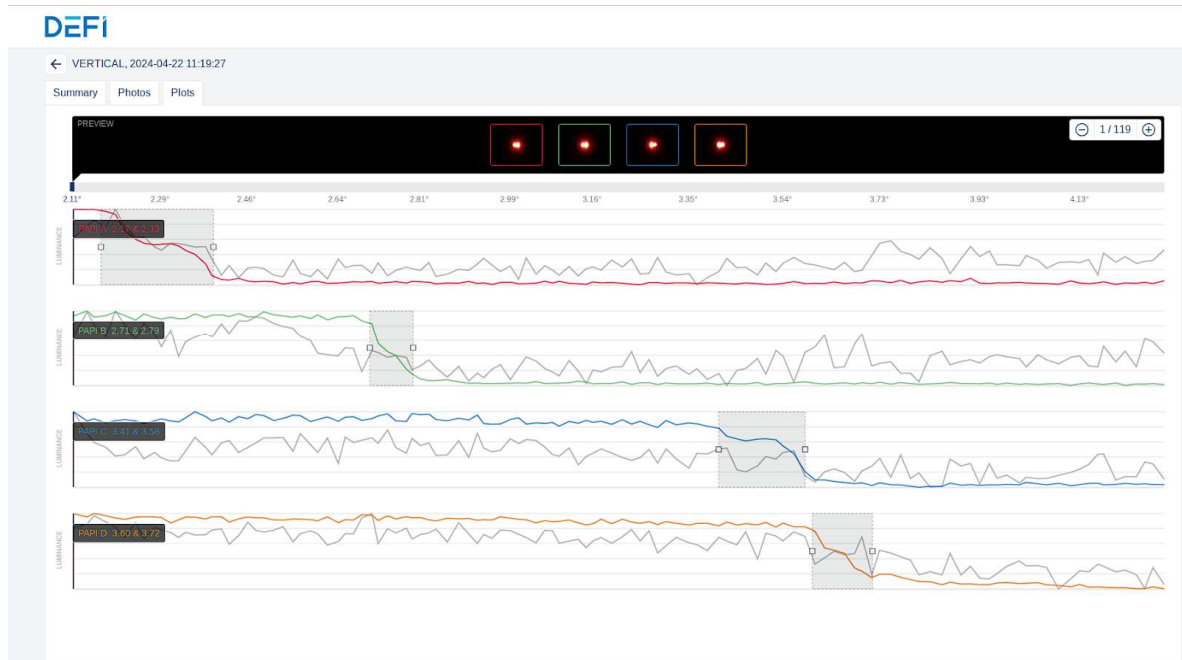 DEFI
VERTICAL, 2024-04-22 11:19:27
Summary Photos Plots
PREVIEW
1 / 119
2.11° 2.29° 2.46° 2.64° 2.81° 2.99° 3.16° 3.35° 3.54° 3.73° 3.93° 4.13°
PAPI A 2.17 & 2.39
LUMINANCE
PAPI B 2.71 & 2.79
LUMINANCE
PAPI C 3.41 & 3.58
LUMINANCE
PAPI D 3.60 & 3.72
LUMINANCE